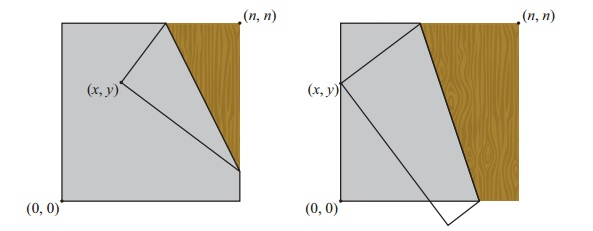 (n, n)
(x, y)
(0, 0)
(n, n)
(x, y)
(0, 0)